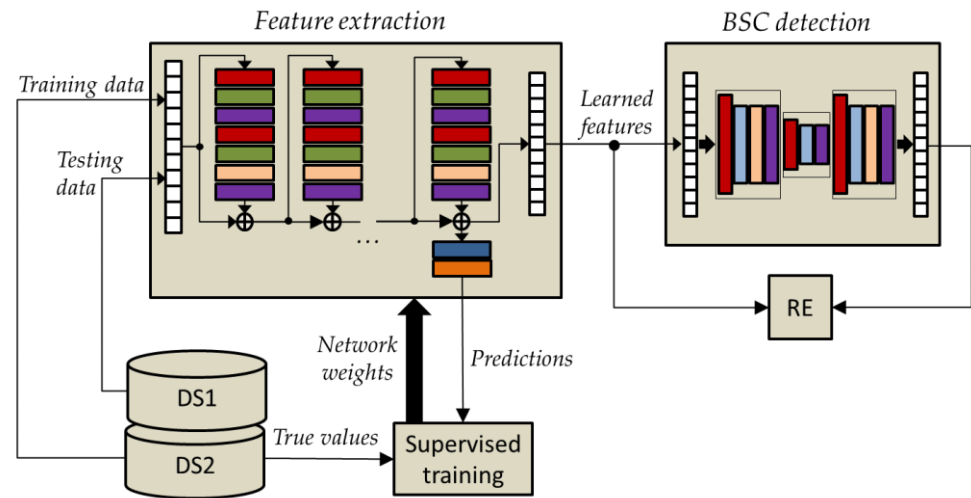 Feature extraction
BSC detection
Training data
Testing
data
Learned
features
...
RE
Network
weights
Predictions
DS1
DS2
True values
Supervised
training